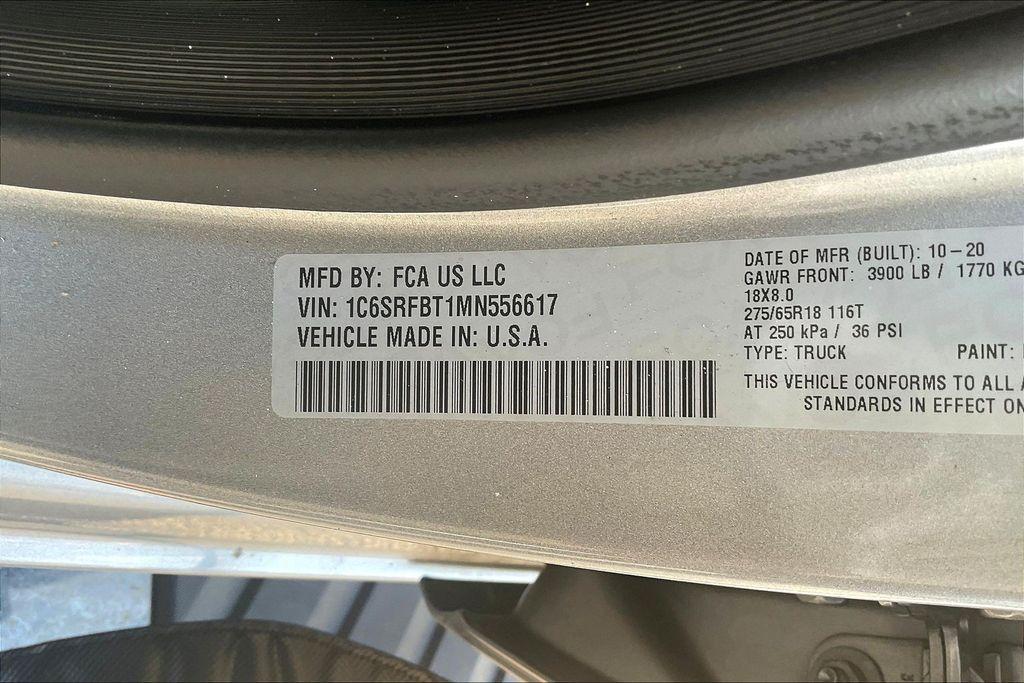 MFD BY: FCA US LLC
VIN: 1C6SRFBT1MN556617
VEHICLE MADE IN: U.S.A.
DATE OF MFR (BUILT): 10-20
GAWR FRONT: 3900 LB / 1770 KG
18X8.0
275/65R18 116T
AT 250 kPa / 36 PSI
TYPE: TRUCK PAINT:
THIS VEHICLE CONFORMS TO ALL
STANDARDS IN EFFECT ON